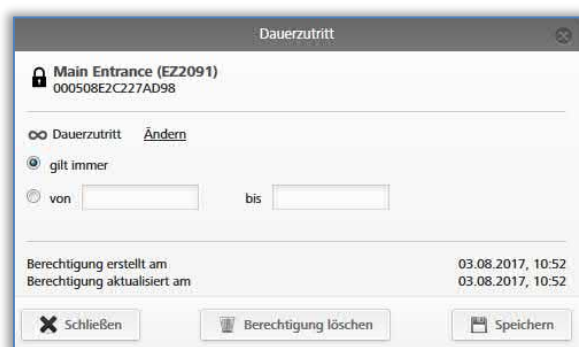 Dauerzutritt
Main Entrance (EZ2091)
000508E2C227AD98
Dauerzutritt Ändern
gilt immer
von bis
Berechtigung erstellt am 03.08.2017, 10:52
Berechtigung aktualisiert am 03.08.2017, 10:52
Schließen Berechtigung löschen Speichern